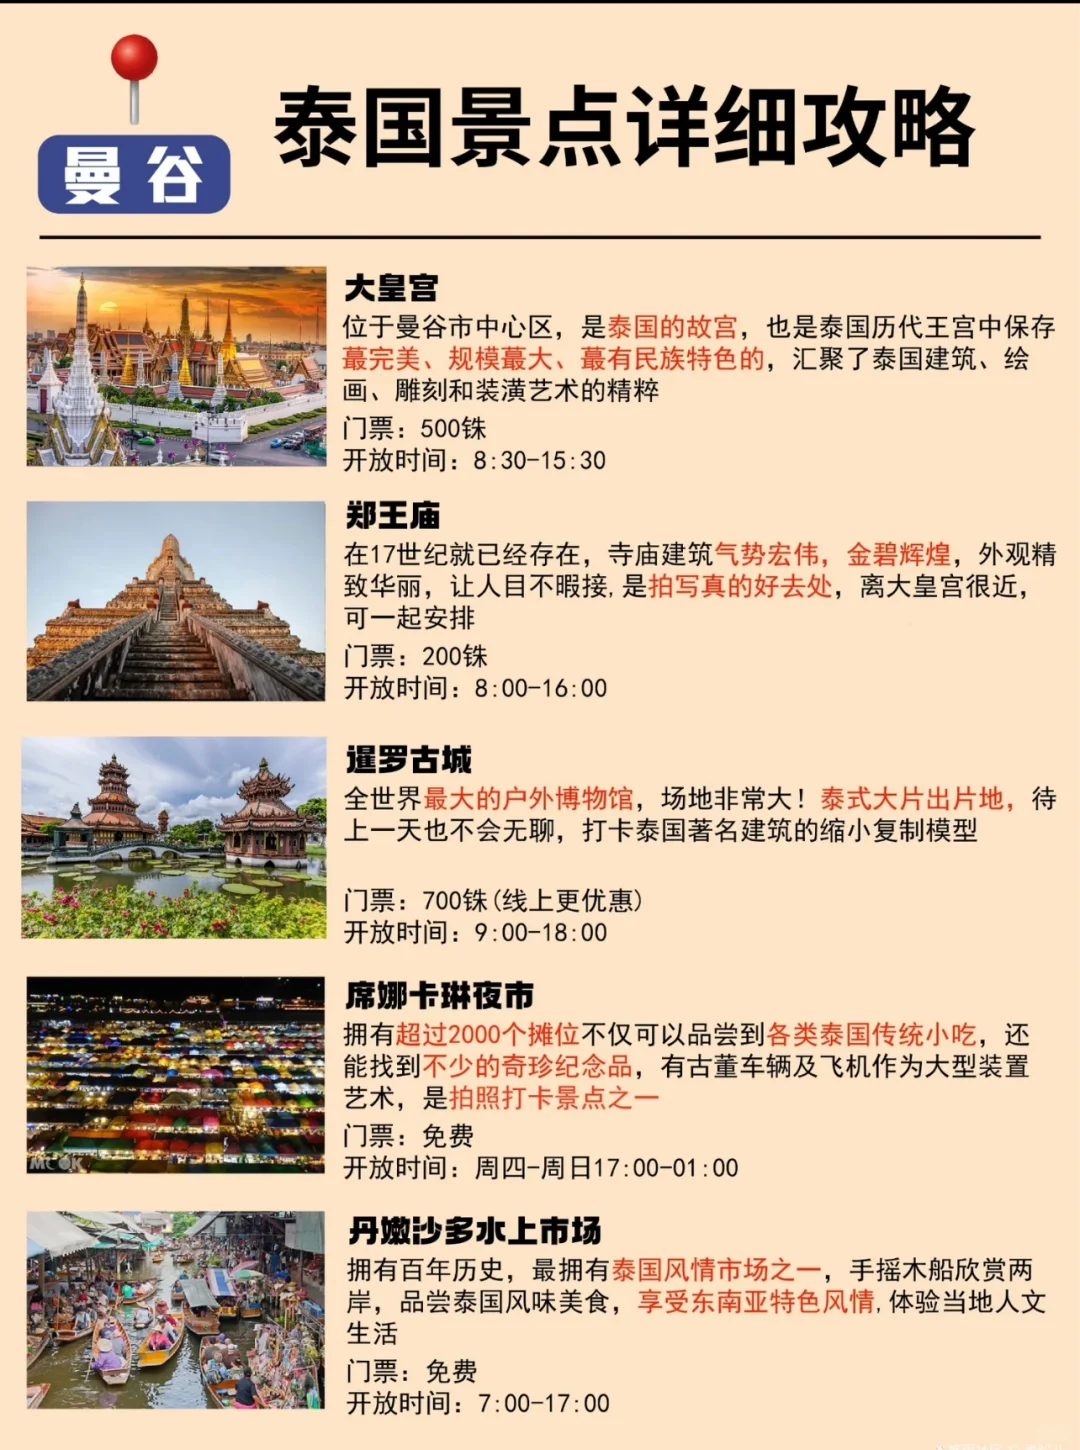 曼谷
泰国景点详细攻略
大皇宫
位于曼谷市中心区，是泰国的故宫，也是泰国历代王宫中保存
蕞完美、规模蕞大、蕞有民族特色的，汇聚了泰国建筑、绘
画、雕刻和装潢艺术的精粹
门票：500铢
开放时间：8:30-15:30
郑王庙
在17世纪就已经存在，寺庙建筑气势宏伟，金碧辉煌，外观精
致华丽，让人目不暇接,是拍写真的好去处，离大皇宫很近，
可一起安排
门票：200铢
开放时间：8:00-16:00
暹罗古城
全世界最大的户外博物馆，场地非常大！泰式大片出片地，待
上一天也不会无聊，打卡泰国著名建筑的缩小复制模型
门票：700铢(线上更优惠)
开放时间：9:00-18:00
席娜卡琳夜市
拥有超过2000个摊位不仅可以品尝到各类泰国传统小吃，还
能找到不少的奇珍纪念品，有古董车辆及飞机作为大型装置
艺术，是拍照打卡景点之一
门票：免费
开放时间：周四-周日17:00-01:00
MOOK
丹嫩沙多水上市场
拥有百年历史，最拥有泰国风情市场之一，手摇木船欣赏两
岸，品尝泰国风味美食，享受东南亚特色风情,体验当地人文
生活
门票：免费
开放时间：7:00-17:00